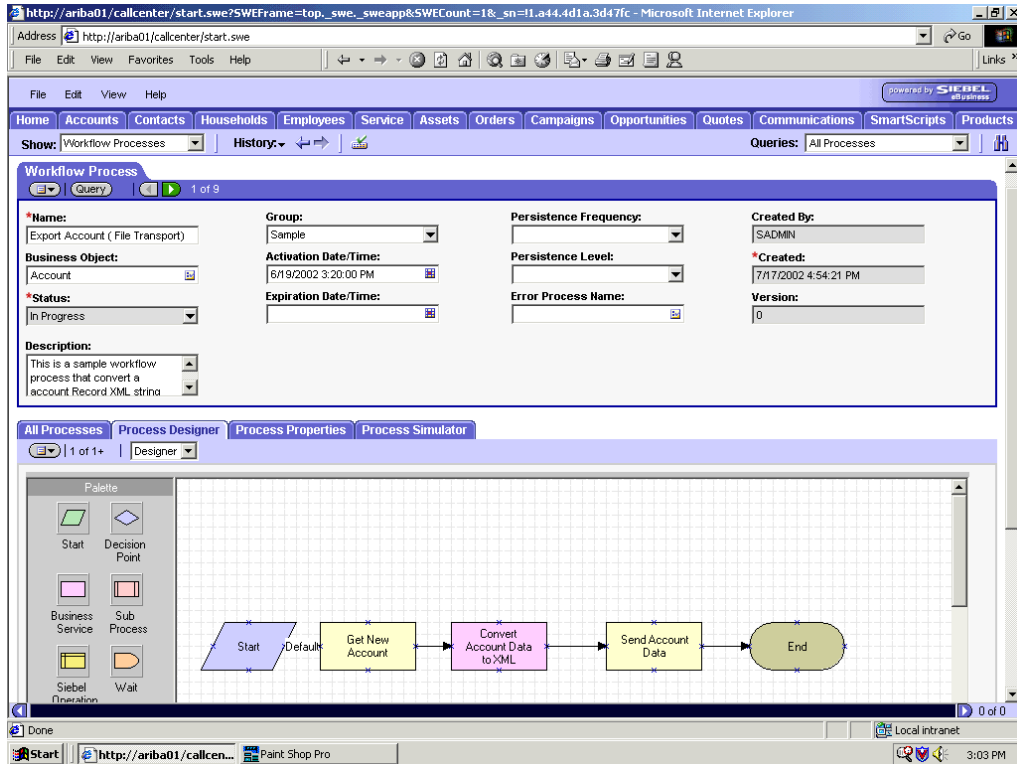 http://ariba01/callcenter/start.swe?SWEFrame=top._swe._sweapp&SWECount=1&_sn=!1.a44.4d1a.3d47fc - Microsoft Internet Explorer
Address http://ariba01/callcenter/start.swe Go
File Edit View Favorites Tools Help Links »
File Edit View Help powered by SIEBEL eBusiness
Home Accounts Contacts Households Employees Service Assets Orders Campaigns Opportunities Quotes Communications SmartScripts Products
Show: Workflow Processes History: Queries: All Processes
Workflow Process
Query 1 of 9
*Name: Group: Persistence Frequency: Created By:
Export Account ( File Transport) Sample SADMIN
Business Object: Activation Date/Time: Persistence Level: *Created:
Account 6/19/2002 3:20:00 PM 7/17/2002 4:54:21 PM
*Status: Expiration Date/Time: Error Process Name: Version:
In Progress 0
Description:
This is a sample workflow
process that convert a
account Record XML string
All Processes Process Designer Process Properties Process Simulator
1 of 1+ Designer
Palette
Start Decision Point
Business Service Sub Process
Siebel Operation Wait
Start Default Get New Account Convert Account Data to XML Send Account Data End
0 of 0
Done Local intranet
Start http://ariba01/callcen... Paint Shop Pro 3:03 PM